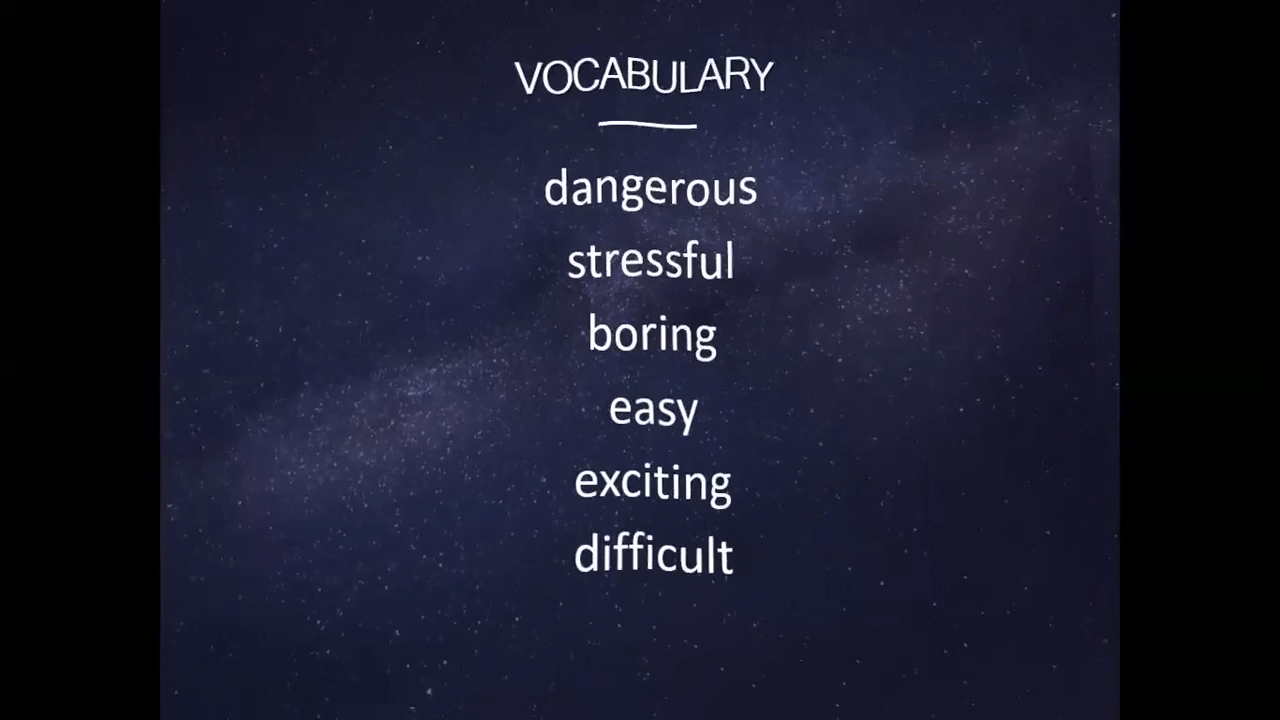 VOCABULARY
dangerous
stressful
boring
easy
exciting
difficult